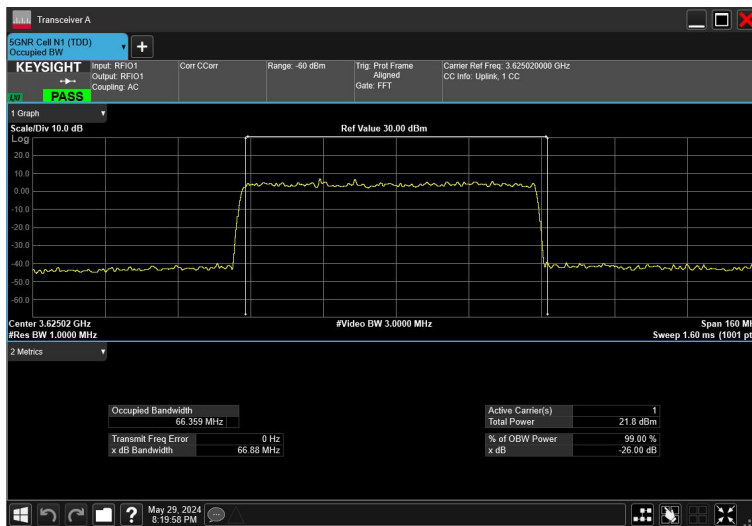 Transceiver A
5GNR Cell N1 (TDD)
Occupied BW
KEYSIGHT
LXI
PASS
Input: RFIO1
Output: RFIO1
Coupling: AC
Corr CCorr
Range: -60 dBm
Trig: Prot Frame
Aligned
Gate: FFT
Carrier Ref Freq: 3.625020000 GHz
CC Info: Uplink, 1 CC
1 Graph
Scale/Div 10.0 dB
Ref Value 30.00 dBm
Log
20.0
10.0
0.00
-10.0
-20.0
-30.0
-40.0
-50.0
-60.0
Center 3.62502 GHz
#Video BW 3.0000 MHz
Span 160 MH
#Res BW 1.0000 MHz
Sweep 1.60 ms (1001 pt
2 Metrics
Occupied Bandwidth
66.359 MHz
Transmit Freq Error 0 Hz
x dB Bandwidth 66.88 MHz
Active Carrier(s) 1
Total Power 21.8 dBm
% of OBW Power 99.00 %
x dB -26.00 dB
May 29, 2024
8:19:58 PM